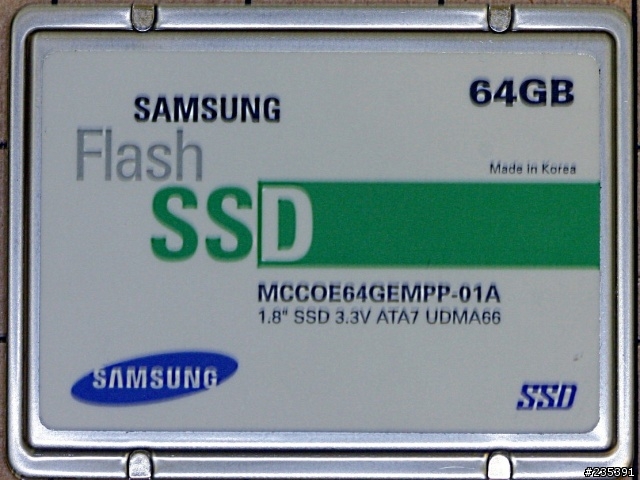 SAMSUNG
64GB
Flash
Made in Korea
SSD
MCCOE64GEMPP-01A
1.8" SSD 3.3V ATA7 UDMA66
SAMSUNG
SSD
#235391